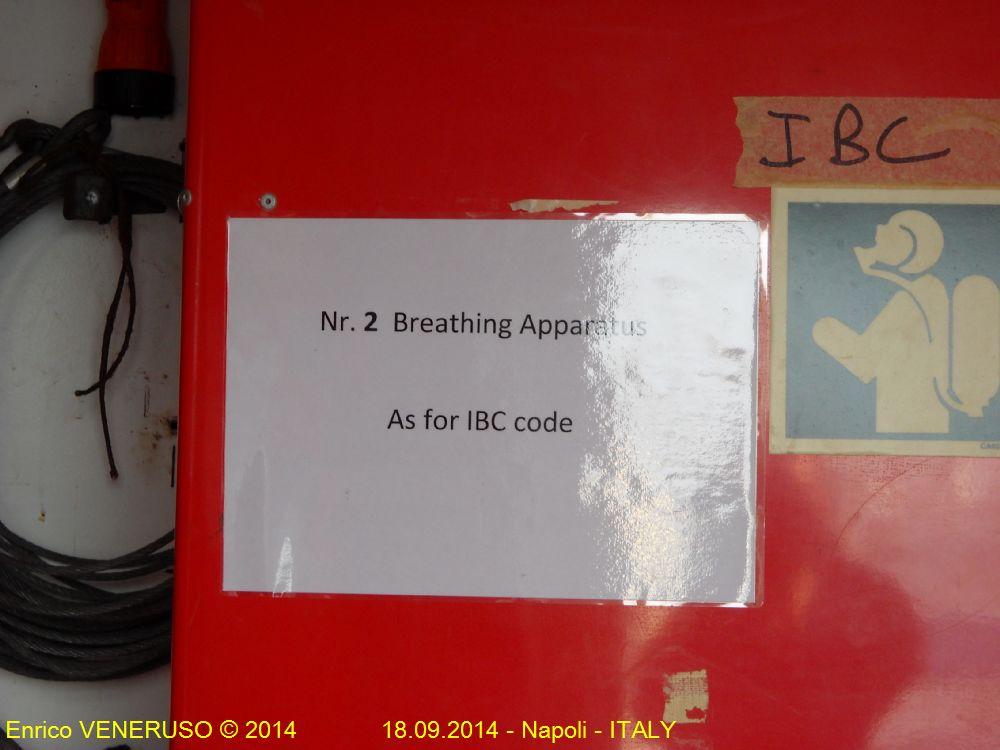 IBC
Nr. 2 Breathing Apparatus
As for IBC code
Enrico VENERUSO © 2014
18.09.2014 - Napoli - ITALY